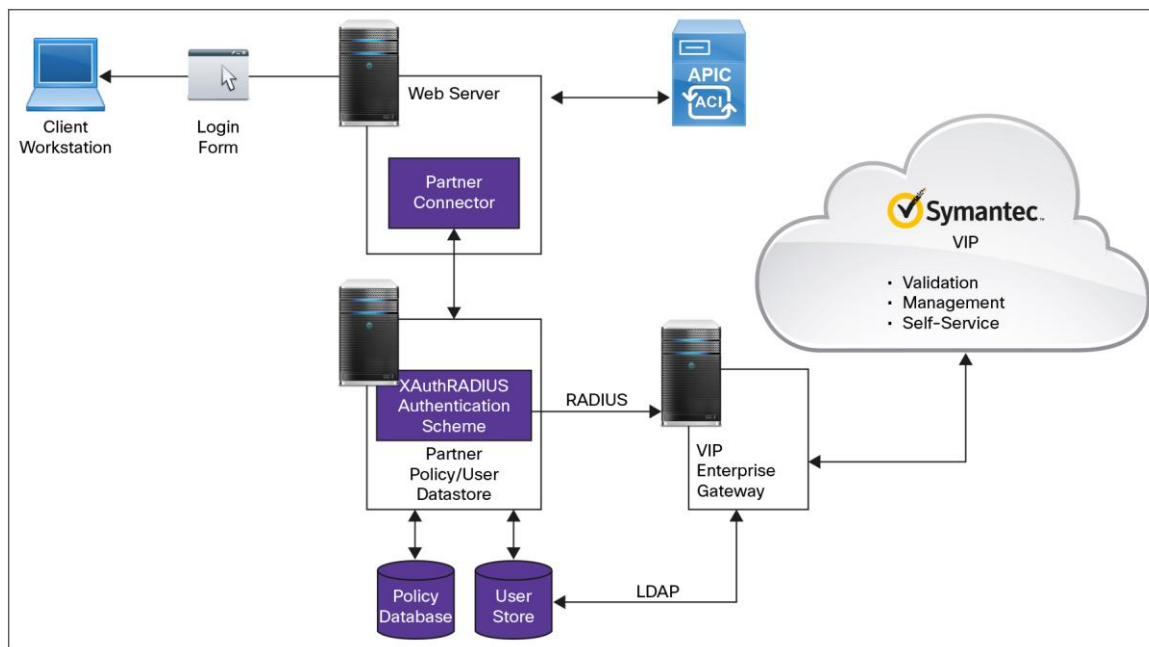 Client
Workstation
Login
Form
Web Server
APIC
ACI
Partner
Connector
Symantec™
VIP
• Validation
• Management
• Self-Service
XAuthRADIUS
Authentication
Scheme
RADIUS
Partner
Policy/User
Datastore
VIP
Enterprise
Gateway
Policy
Database
User
Store
LDAP